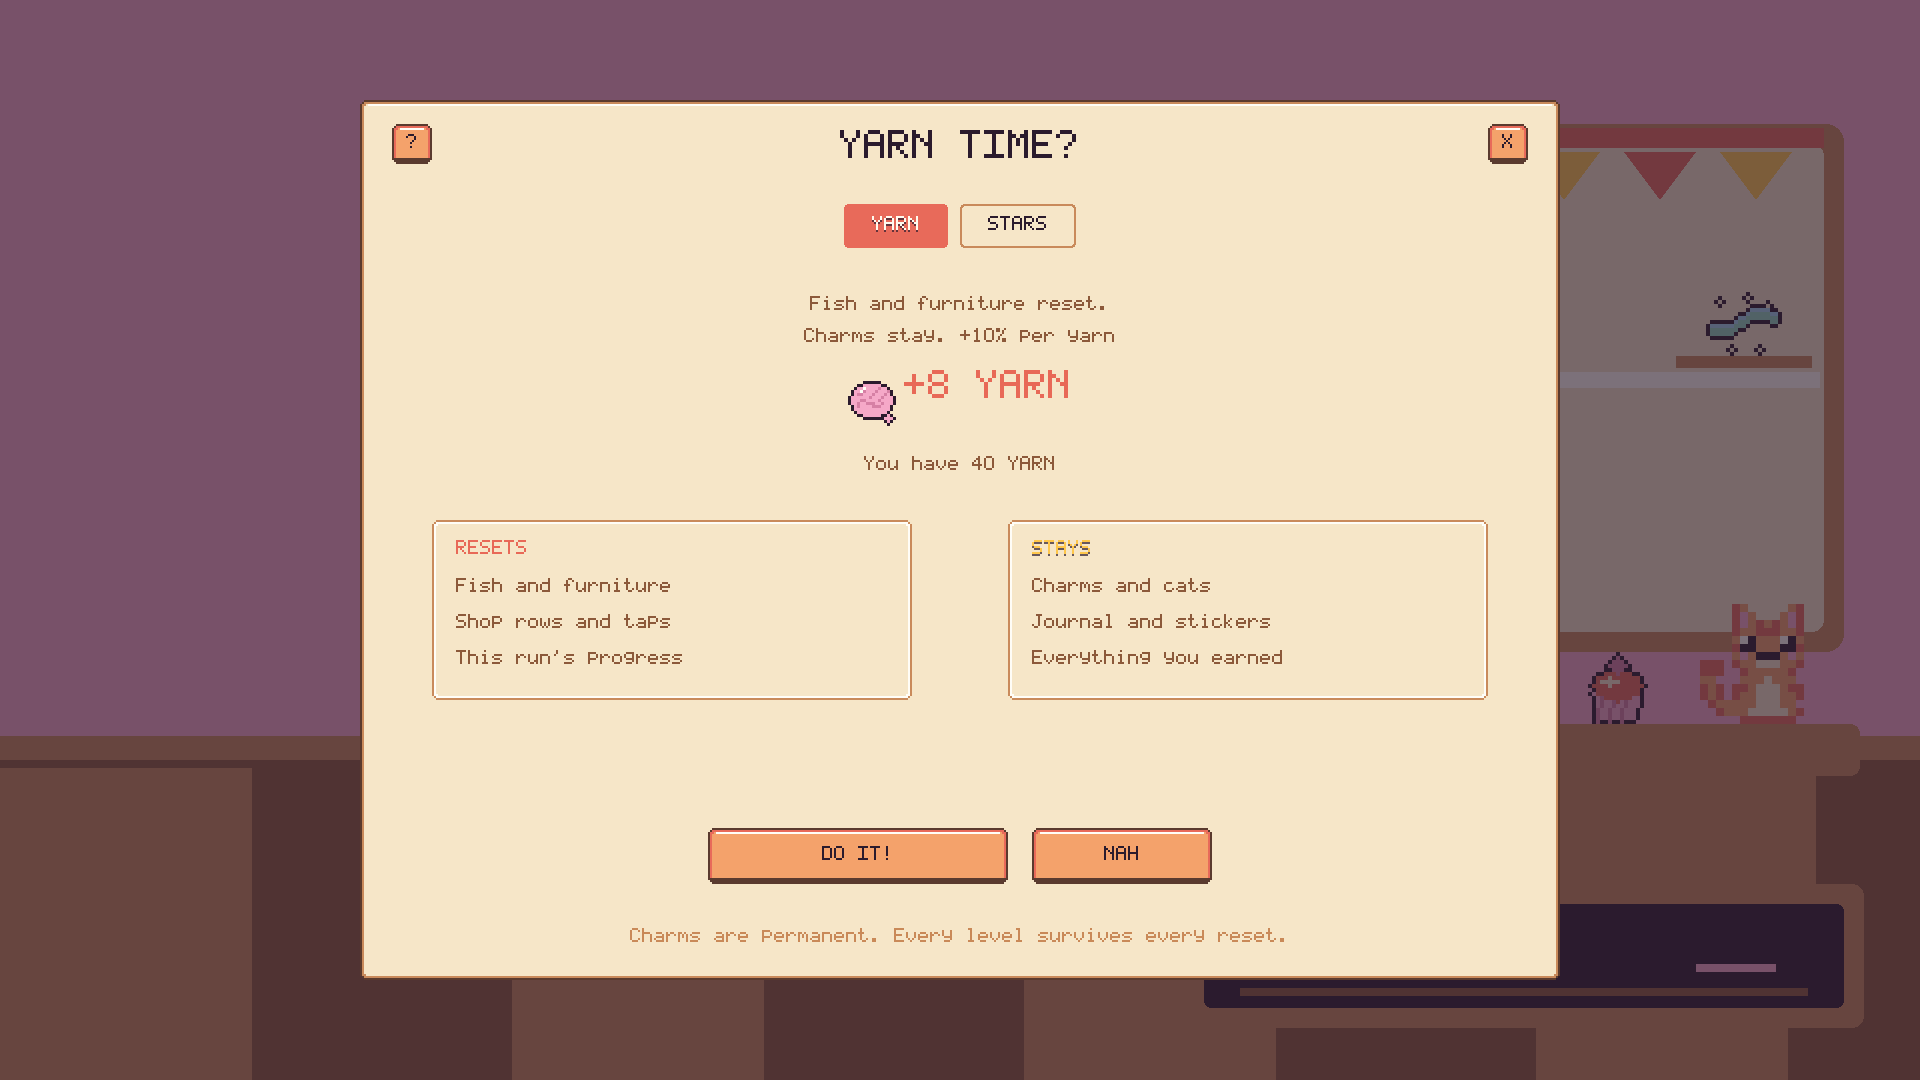 ?
YARN TIME?
X
YARN
STARS
Fish and furniture reset.
Charms stay. +10% per yarn
+8 YARN
You have 40 YARN
RESETS
Fish and furniture
Shop rows and taps
This run's progress
STAYS
Charms and cats
Journal and stickers
Everything you earned
DO IT!
NAH
Charms are permanent. Every level survives every reset.